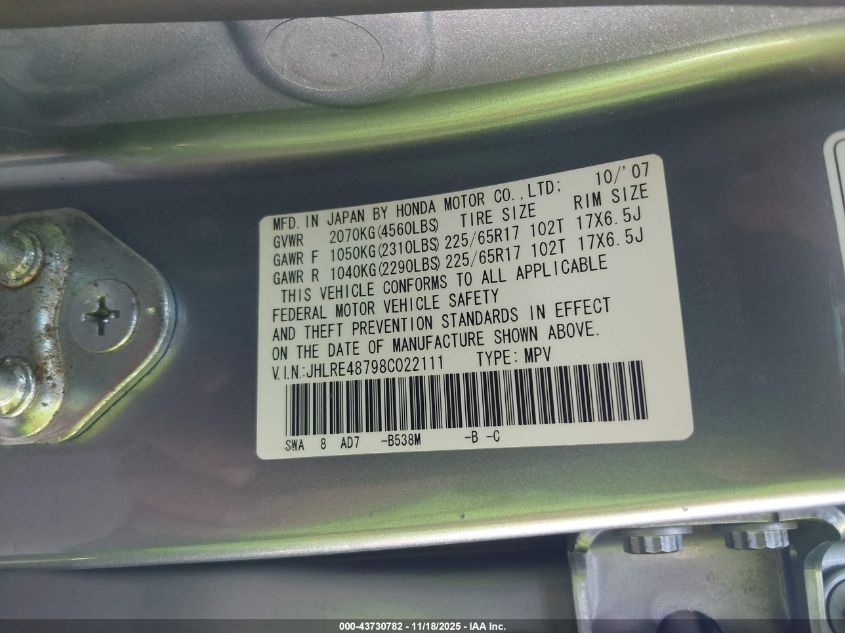 MFD. IN JAPAN BY HONDA MOTOR CO.,LTD: 10/'07
GVWR 2070KG(4560LBS) TIRE SIZE RIM SIZE
GAWR F 1050KG(2310LBS) 225/65R17 102T 17X6.5J
GAWR R 1040KG(2290LBS) 225/65R17 102T 17X6.5J
THIS VEHICLE CONFORMS TO ALL APPLICABLE
FEDERAL MOTOR VEHICLE SAFETY
AND THEFT PREVENTION STANDARDS IN EFFECT
ON THE DATE OF MANUFACTURE SHOWN ABOVE.
V.I.N:JHLRE48798C022111 TYPE: MPV
SWA 8 AD7 -B538M -B -C
000-43730782 - 11/18/2025 - IAA Inc.